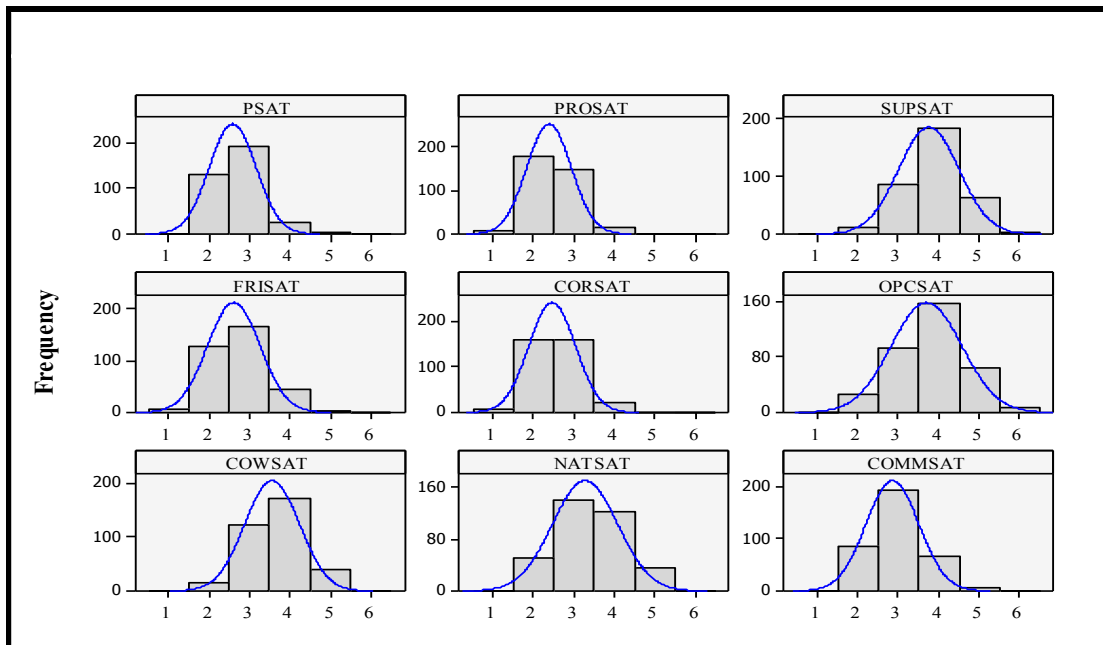 PSAT PROSAT SUPSAT
200 200 200
100 100 100
0 0 0
1 2 3 4 5 6 1 2 3 4 5 6 1 2 3 4 5 6
Frequency
FRISAT CORSAT OPCSAT
200 200 160
100 100 80
0 0 0
1 2 3 4 5 6 1 2 3 4 5 6 1 2 3 4 5 6
COWSAT NATSAT COMMSAT
200 160 200
100 80 100
0 0 0
1 2 3 4 5 6 1 2 3 4 5 6 1 2 3 4 5 6